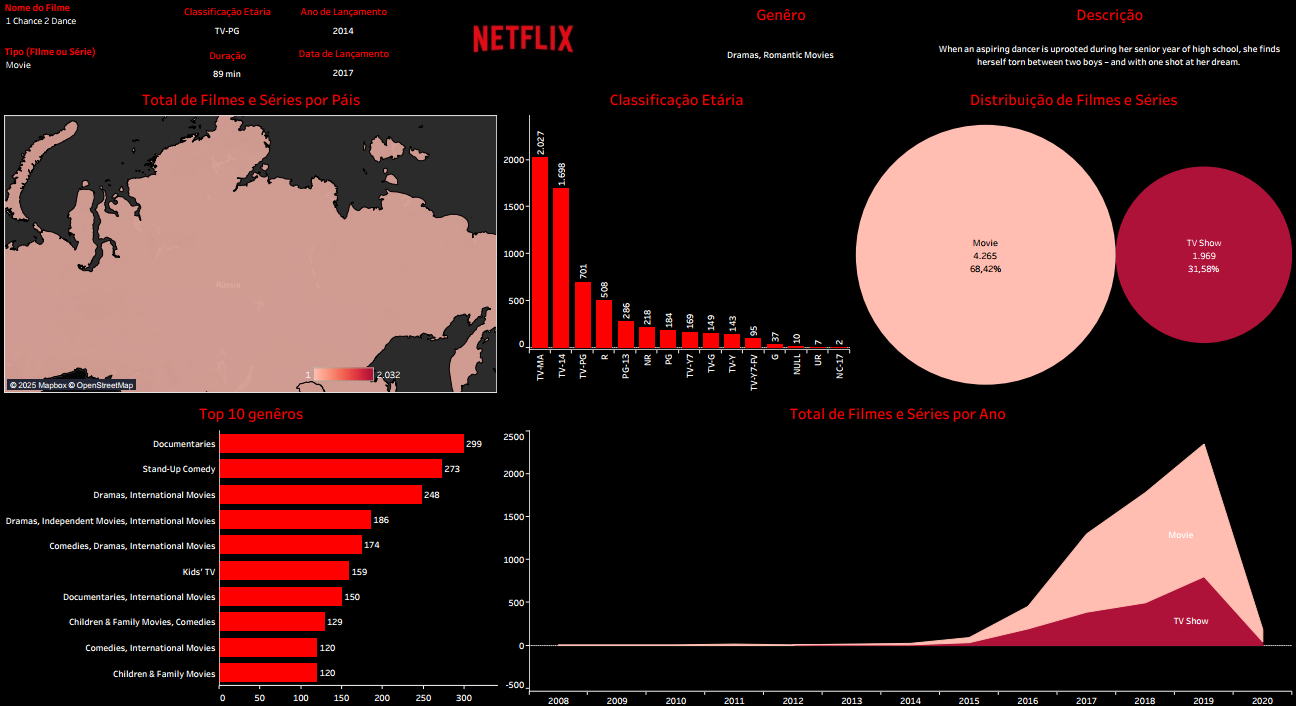 Nome do Filme
1 Chance 2 Dance
Tipo (Filme ou Série)
Movie
Classificação Etária
TV-PG
Duração
89 min
Ano de Lançamento
2014
Data de Lançamento
2017
NETFLIX
Genêro
Dramas, Romantic Movies
Descrição
When an aspiring dancer is uprooted during her senior year of high school, she finds
herself torn between two boys – and with one shot at her dream.
Total de Filmes e Séries por Páis
Russia
1
2.032
© 2025 Mapbox © OpenStreetMap
Classificação Etária
2000
1500
1000
500
0
2.027
1.698
701
508
286
218
184
169
149
143
95
37
10
7
2
TV-MA
TV-14
TV-PG
R
PG-13
NR
PG
TV-Y7
TV-G
TV-Y
TV-Y7-FV
G
NULL
UR
NC-17
Distribuição de Filmes e Séries
Movie
4.265
68,42%
TV Show
1.969
31,58%
Top 10 genêros
Documentaries
299
Stand-Up Comedy
273
Dramas, International Movies
248
Dramas, Independent Movies, International Movies
186
Comedies, Dramas, International Movies
174
Kids' TV
159
Documentaries, International Movies
150
Children & Family Movies, Comedies
129
Comedies, International Movies
120
Children & Family Movies
120
0
50
100
150
200
250
300
Total de Filmes e Séries por Ano
2500
2000
1500
1000
500
0
-500
Movie
TV Show
2008
2009
2010
2011
2012
2013
2014
2015
2016
2017
2018
2019
2020